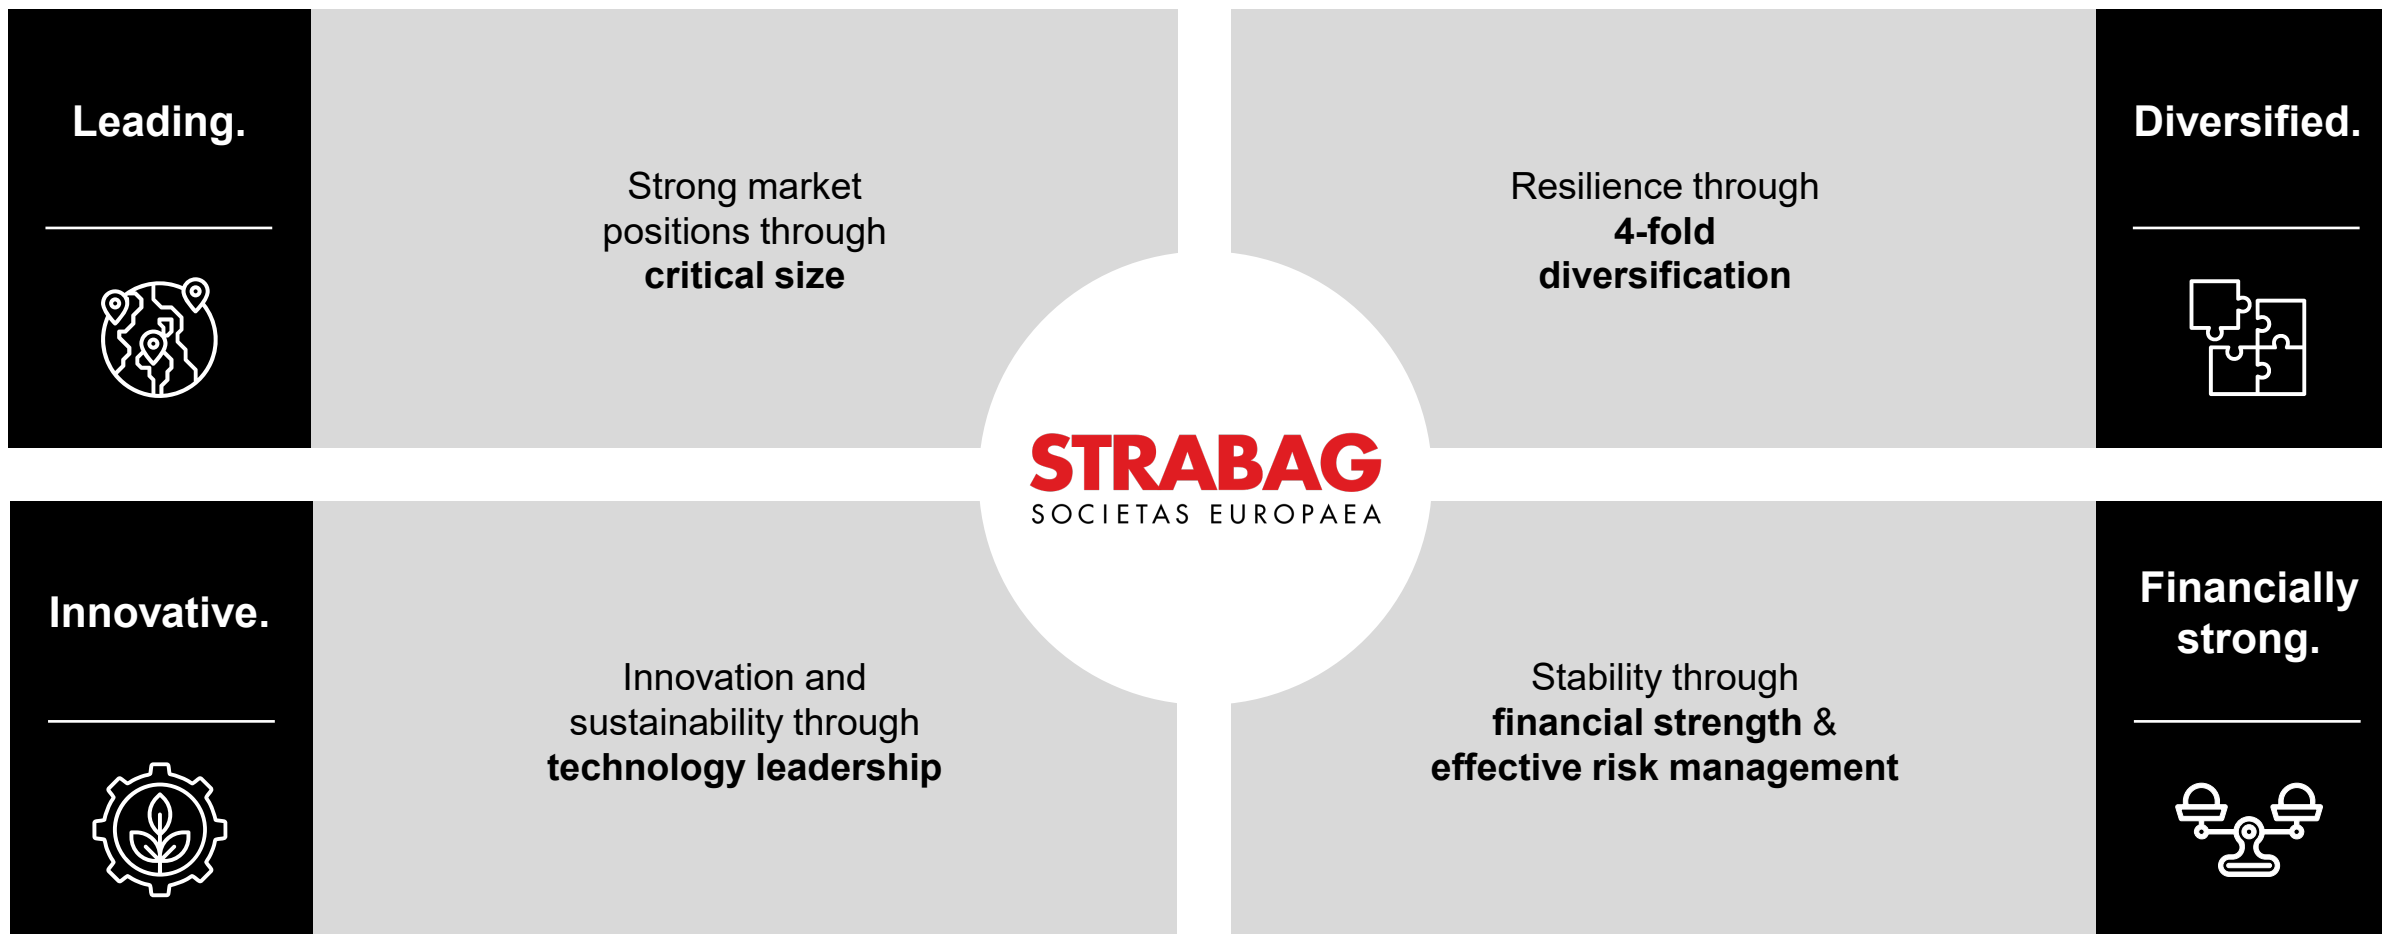 Leading.
Strong market
positions through
critical size
Resilience through
4-fold
diversification
Diversified.
STRABAG
SOCIETAS EUROPAEA
Innovative.
Innovation and
sustainability through
technology leadership
Stability through
financial strength &
effective risk management
Financially
strong.